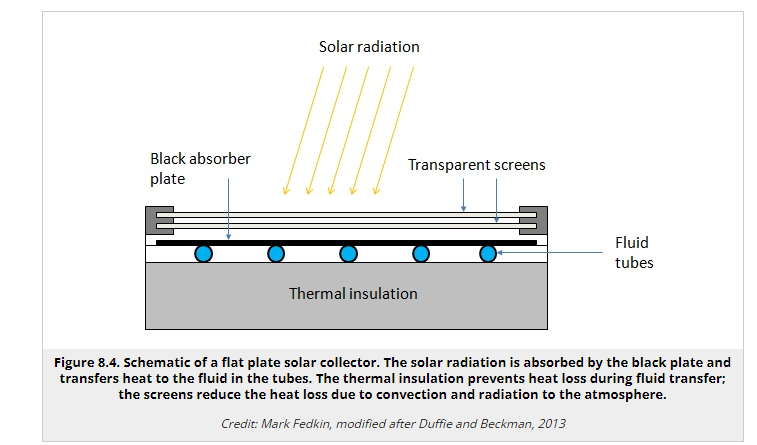 Solar radiation
Black absorber
plate
Transparent screens
Fluid
tubes
Thermal insulation
Figure 8.4. Schematic of a flat plate solar collector. The solar radiation is absorbed by the black plate and
transfers heat to the fluid in the tubes. The thermal insulation prevents heat loss during fluid transfer;
the screens reduce the heat loss due to convection and radiation to the atmosphere.
Credit: Mark Fedkin, modified after Duffie and Beckman, 2013